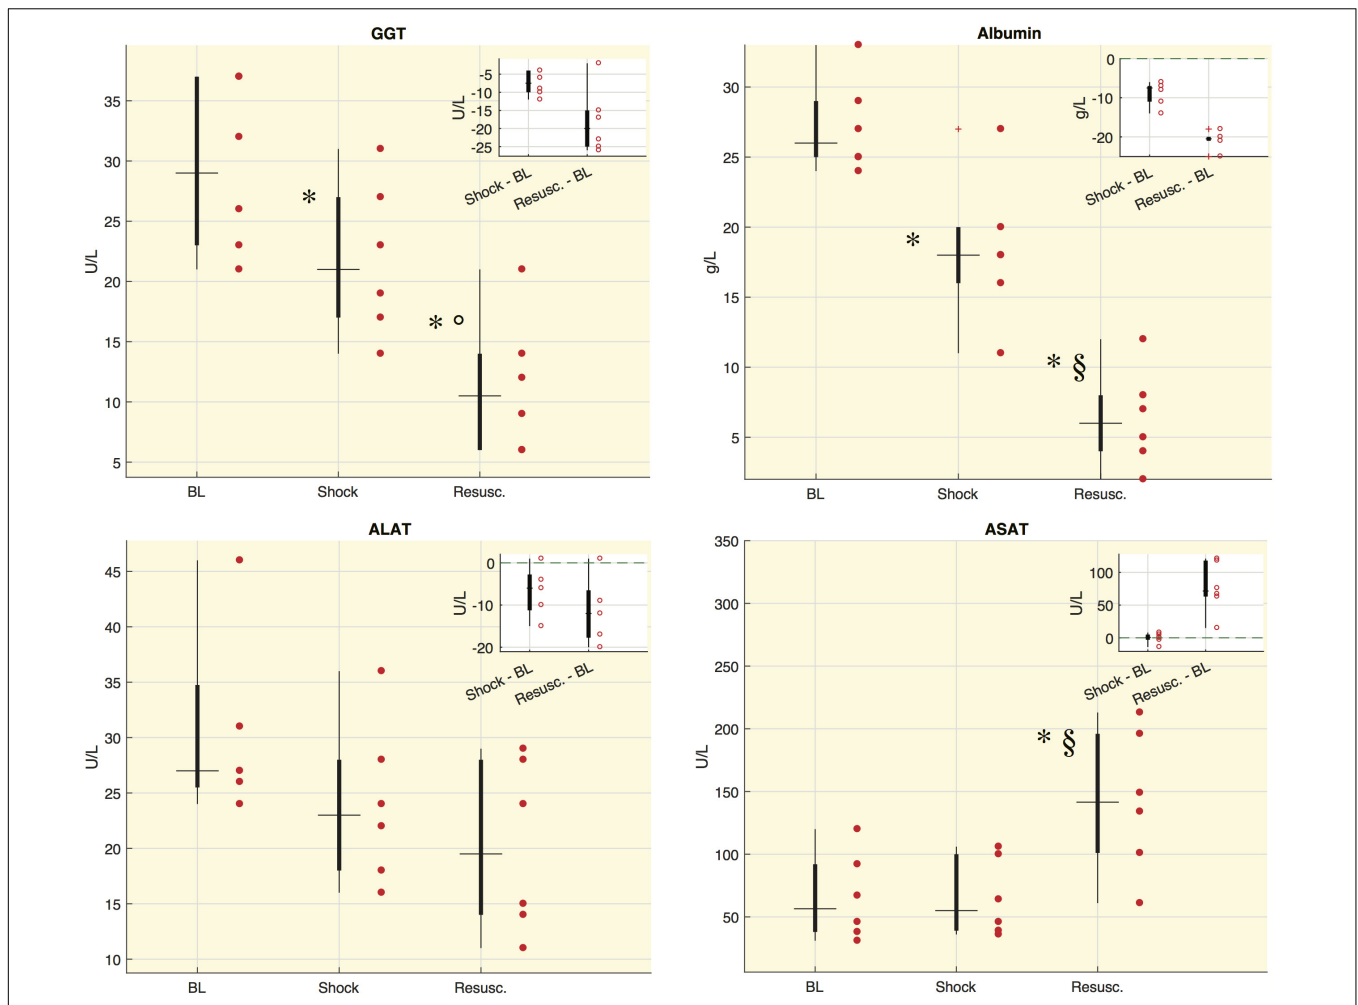 GGT
U/L
35
30
25
20
15
10
5
*
* °
BL Shock Resusc.
U/L
-5
-10
-15
-20
-25
Shock - BL
Resusc. - BL
Albumin
g/L
30
25
20
15
10
5
*
* §
BL Shock Resusc.
g/L
0
-10
-20
Shock - BL
Resusc. - BL
ALAT
U/L
45
40
35
30
25
20
15
10
BL Shock Resusc.
U/L
0
-10
-20
Shock - BL
Resusc. - BL
ASAT
U/L
350
300
250
200
150
100
50
* §
BL Shock Resusc.
U/L
100
50
0
Shock - BL
Resusc. - BL